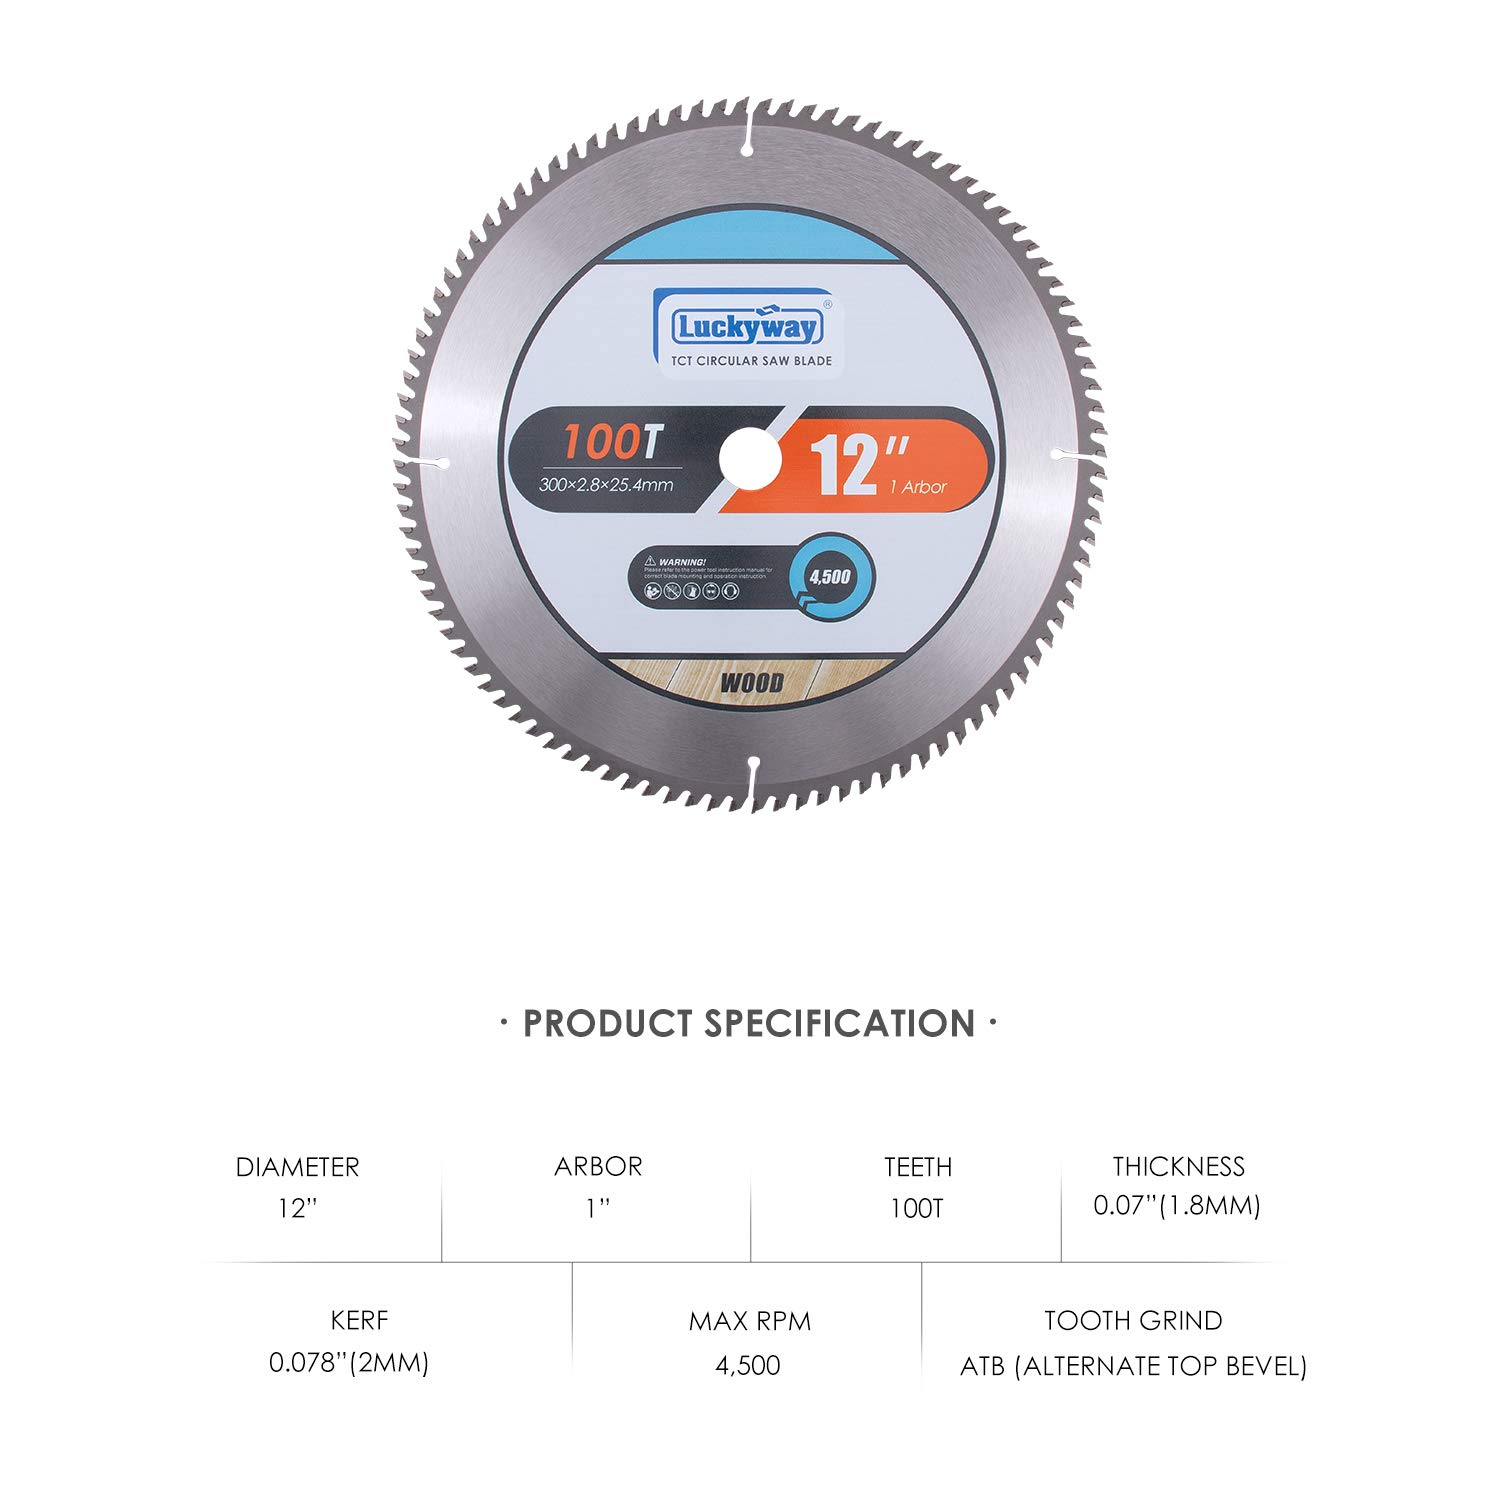 Luckyway®
TCT CIRCULAR SAW BLADE
100T
300×2.8×25.4mm
12”
1 Arbor
WARNING!
Please refer to the power tool instruction manual for
correct blade mounting and operation instruction.
4,500
WOOD
· PRODUCT SPECIFICATION ·
DIAMETER
12”
ARBOR
1”
TEETH
100T
THICKNESS
0.07”(1.8MM)
KERF
0.078”(2MM)
MAX RPM
4,500
TOOTH GRIND
ATB (ALTERNATE TOP BEVEL)